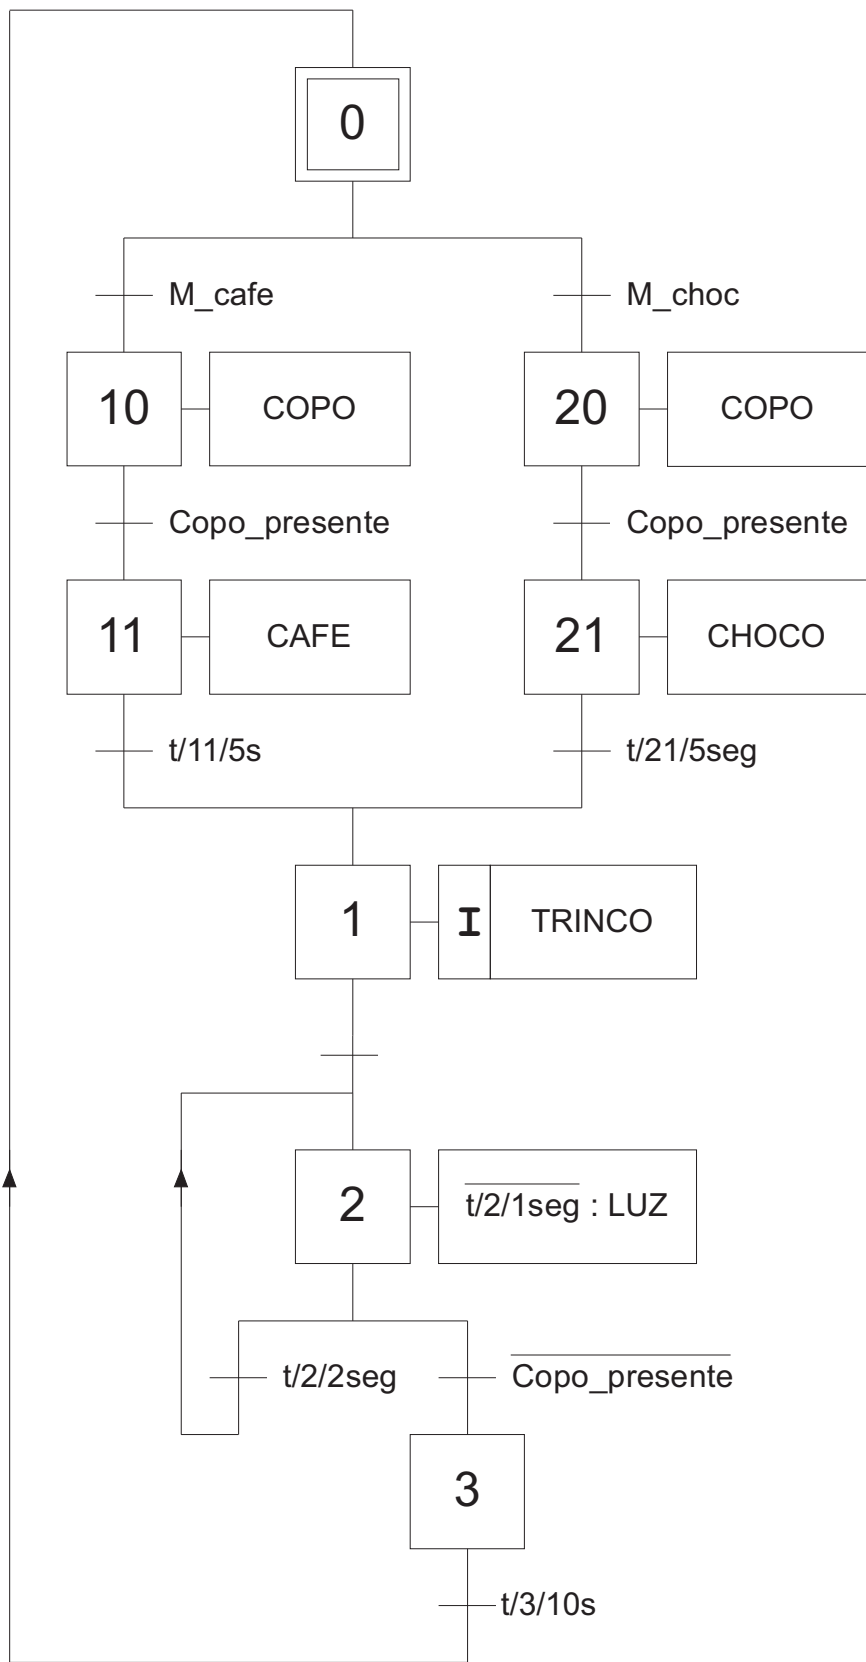 0
M_cafe
M_choc
10
COPO
20
COPO
Copo_presente
Copo_presente
11
CAFE
21
CHOCO
t/11/5s
t/21/5seg
1
I
TRINCO
2
t/2/1seg : LUZ
t/2/2seg
Copo_presente
3
t/3/10s